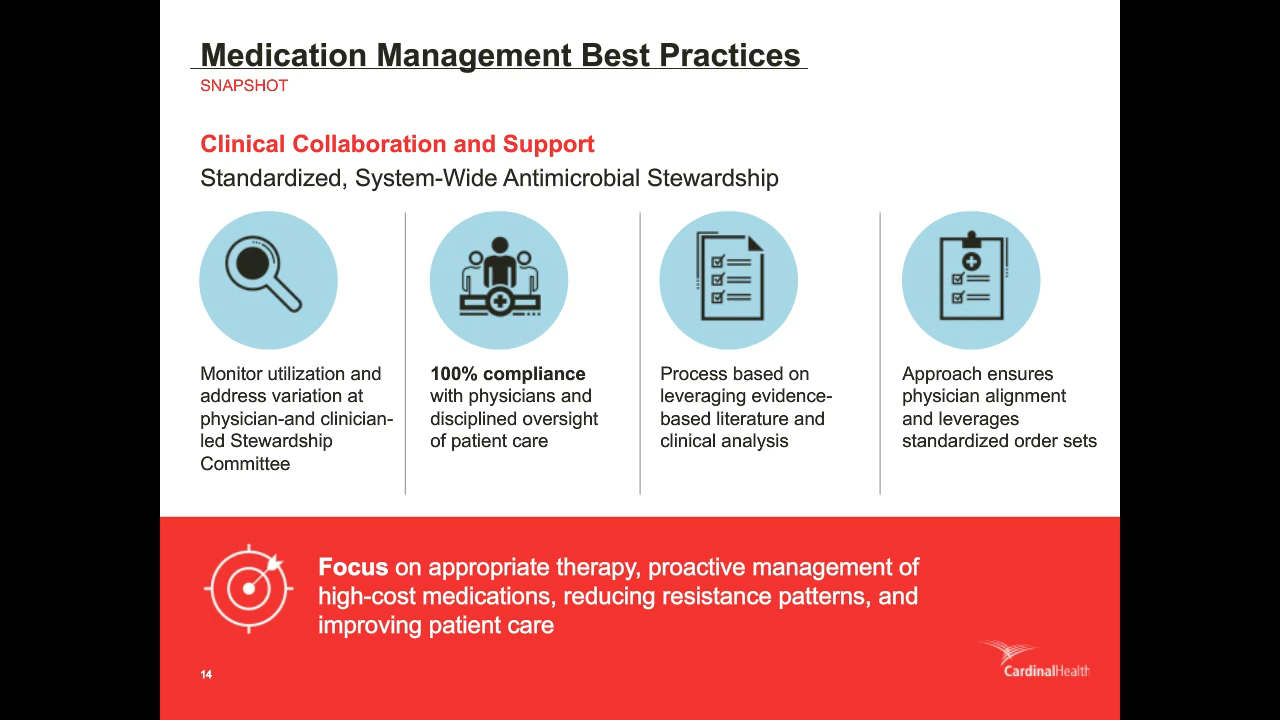 Medication Management Best Practices
SNAPSHOT
Clinical Collaboration and Support
Standardized, System-Wide Antimicrobial Stewardship
Monitor utilization and
address variation at
physician-and clinician-
led Stewardship
Committee
100% compliance
with physicians and
disciplined oversight
of patient care
Process based on
leveraging evidence-
based literature and
clinical analysis
Approach ensures
physician alignment
and leverages
standardized order sets
Focus on appropriate therapy, proactive management of
high-cost medications, reducing resistance patterns, and
improving patient care
14
CardinalHealth